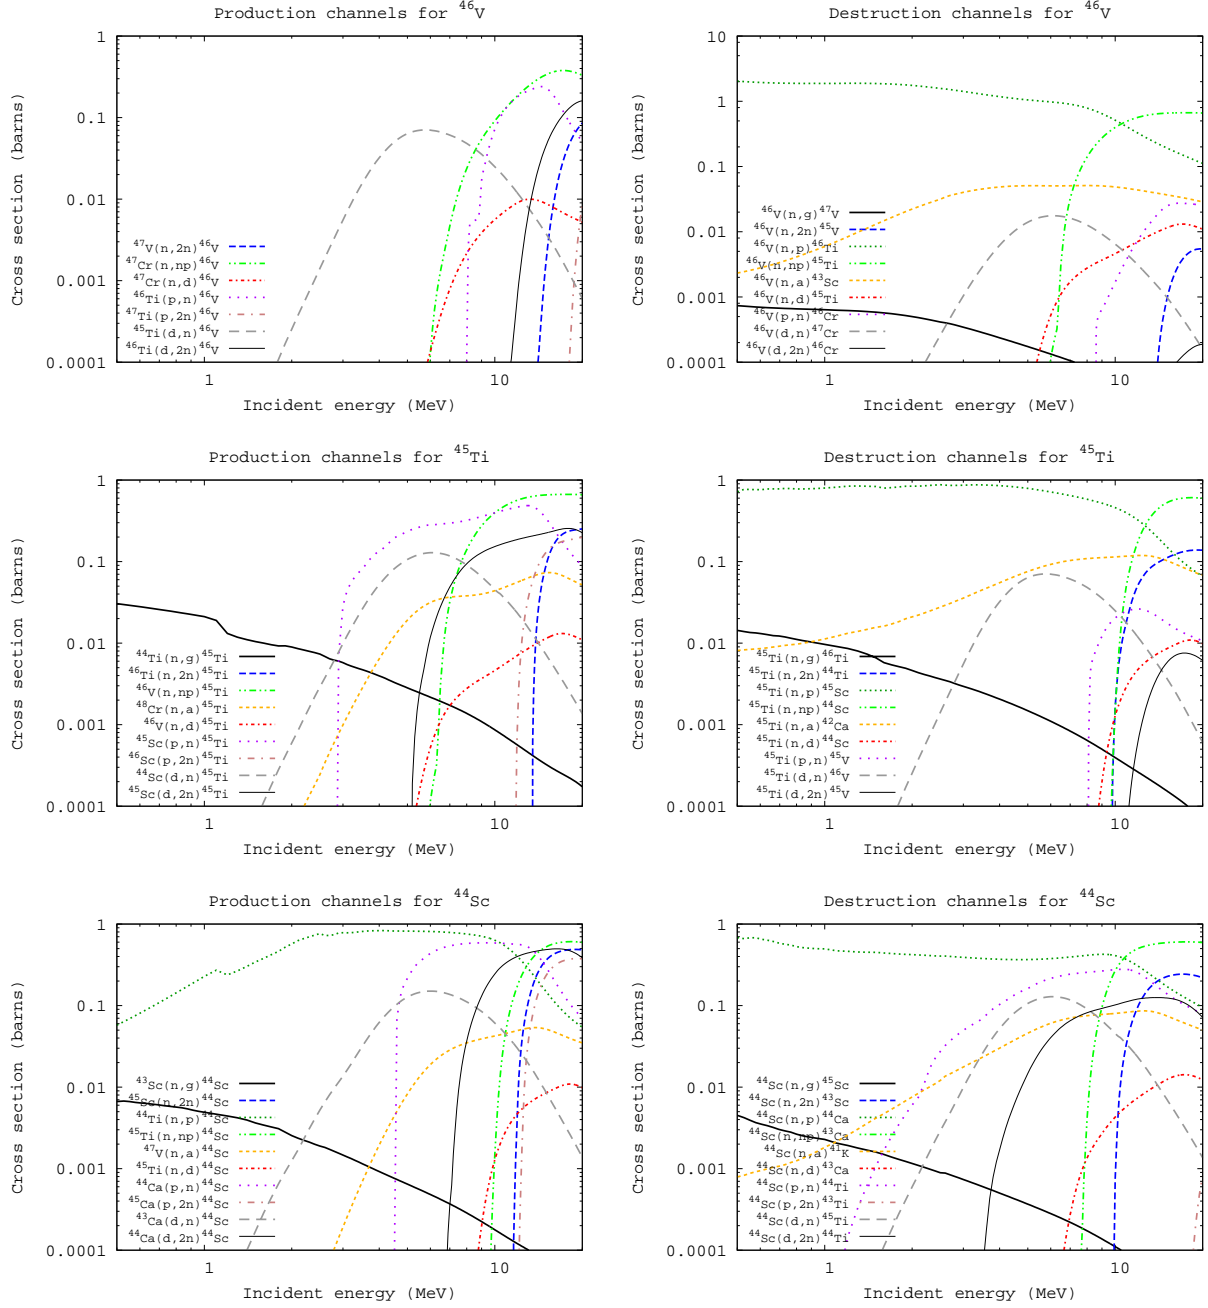 Production channels for ⁴⁶V
Cross section (barns)
1
0.1
0.01
0.001
0.0001
⁴⁷V(n,2n)⁴⁶V
⁴⁷Cr(n,np)⁴⁶V
⁴⁷Cr(n,d)⁴⁶V
⁴⁶Ti(p,n)⁴⁶V
⁴⁷Ti(p,2n)⁴⁶V
⁴⁵Ti(d,n)⁴⁶V
⁴⁶Ti(d,2n)⁴⁶V
1 10
Incident energy (MeV)
Destruction channels for ⁴⁶V
Cross section (barns)
10
1
0.1
0.01
0.001
0.0001
⁴⁶V(n,g)⁴⁷V
⁴⁶V(n,2n)⁴⁵V
⁴⁶V(n,p)⁴⁶Ti
⁴⁶V(n,np)⁴⁵Ti
⁴⁶V(n,a)⁴³Sc
⁴⁶V(n,d)⁴⁵Ti
⁴⁶V(p,n)⁴⁶Cr
⁴⁶V(d,n)⁴⁷Cr
⁴⁶V(d,2n)⁴⁶Cr
1 10
Incident energy (MeV)
Production channels for ⁴⁵Ti
Cross section (barns)
1
0.1
0.01
0.001
0.0001
⁴⁴Ti(n,g)⁴⁵Ti
⁴⁶Ti(n,2n)⁴⁵Ti
⁴⁶V(n,np)⁴⁵Ti
⁴⁸Cr(n,a)⁴⁵Ti
⁴⁶V(n,d)⁴⁵Ti
⁴⁵Sc(p,n)⁴⁵Ti
⁴⁶Sc(p,2n)⁴⁵Ti
⁴⁴Sc(d,n)⁴⁵Ti
⁴⁵Sc(d,2n)⁴⁵Ti
1 10
Incident energy (MeV)
Destruction channels for ⁴⁵Ti
Cross section (barns)
1
0.1
0.01
0.001
0.0001
⁴⁵Ti(n,g)⁴⁶Ti
⁴⁵Ti(n,2n)⁴⁴Ti
⁴⁵Ti(n,p)⁴⁵Sc
⁴⁵Ti(n,np)⁴⁴Sc
⁴⁵Ti(n,a)⁴²Ca
⁴⁵Ti(n,d)⁴⁴Sc
⁴⁵Ti(p,n)⁴⁵V
⁴⁵Ti(d,n)⁴⁶V
⁴⁵Ti(d,2n)⁴⁵V
1 10
Incident energy (MeV)
Production channels for ⁴⁴Sc
Cross section (barns)
1
0.1
0.01
0.001
0.0001
⁴³Sc(n,g)⁴⁴Sc
⁴⁵Sc(n,2n)⁴⁴Sc
⁴⁴Ti(n,p)⁴⁴Sc
⁴⁵Ti(n,np)⁴⁴Sc
⁴⁷V(n,a)⁴⁴Sc
⁴⁵Ti(n,d)⁴⁴Sc
⁴⁴Ca(p,n)⁴⁴Sc
⁴⁵Ca(p,2n)⁴⁴Sc
⁴³Ca(d,n)⁴⁴Sc
⁴⁴Ca(d,2n)⁴⁴Sc
1 10
Incident energy (MeV)
Destruction channels for ⁴⁴Sc
Cross section (barns)
1
0.1
0.01
0.001
0.0001
⁴⁴Sc(n,g)⁴⁵Sc
⁴⁴Sc(n,2n)⁴³Sc
⁴⁴Sc(n,p)⁴⁴Ca
⁴⁴Sc(n,np)⁴³Ca
⁴⁴Sc(n,a)⁴¹K
⁴⁴Sc(n,d)⁴³Ca
⁴⁴Sc(p,n)⁴⁴Ti
⁴⁴Sc(p,2n)⁴³Ti
⁴⁴Sc(d,n)⁴⁵Ti
⁴⁴Sc(d,2n)⁴⁴Ti
1 10
Incident energy (MeV)